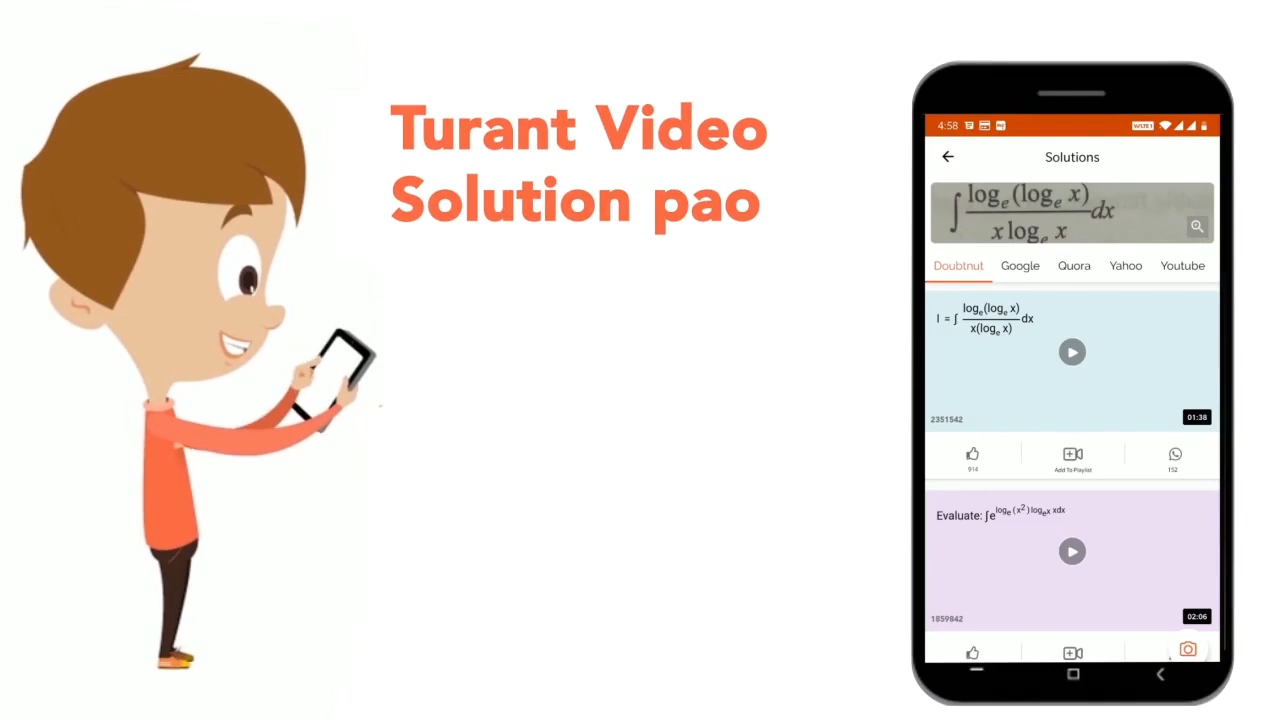 Turant Video
Solution pao
4:58
Solutions
∫ logₑ(logₑ x) / x logₑ x dx
Doubtnut Google Quora Yahoo Youtube
I = ∫ logₑ(logₑ x) / x(logₑ x) dx
2351542 01:38
914 Add To Playlist 152
Evaluate: ∫e^logₑ(x²)logₑx xdx
1859842 02:06